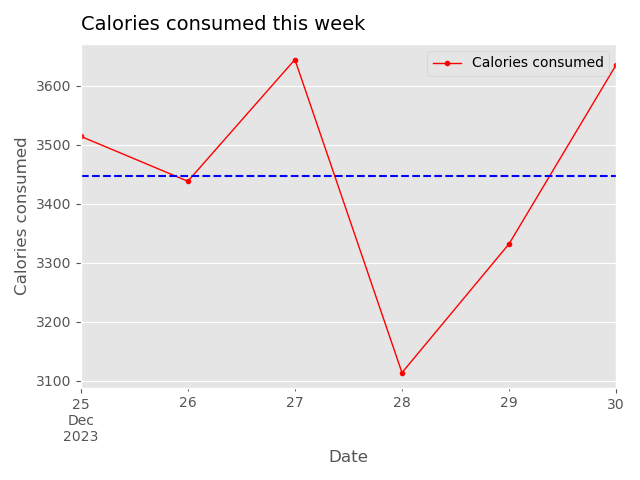 Calories consumed this week
Calories consumed
3600
3500
3400
3300
3200
3100
Calories consumed
25 26 27 28 29 30
Dec
2023
Date